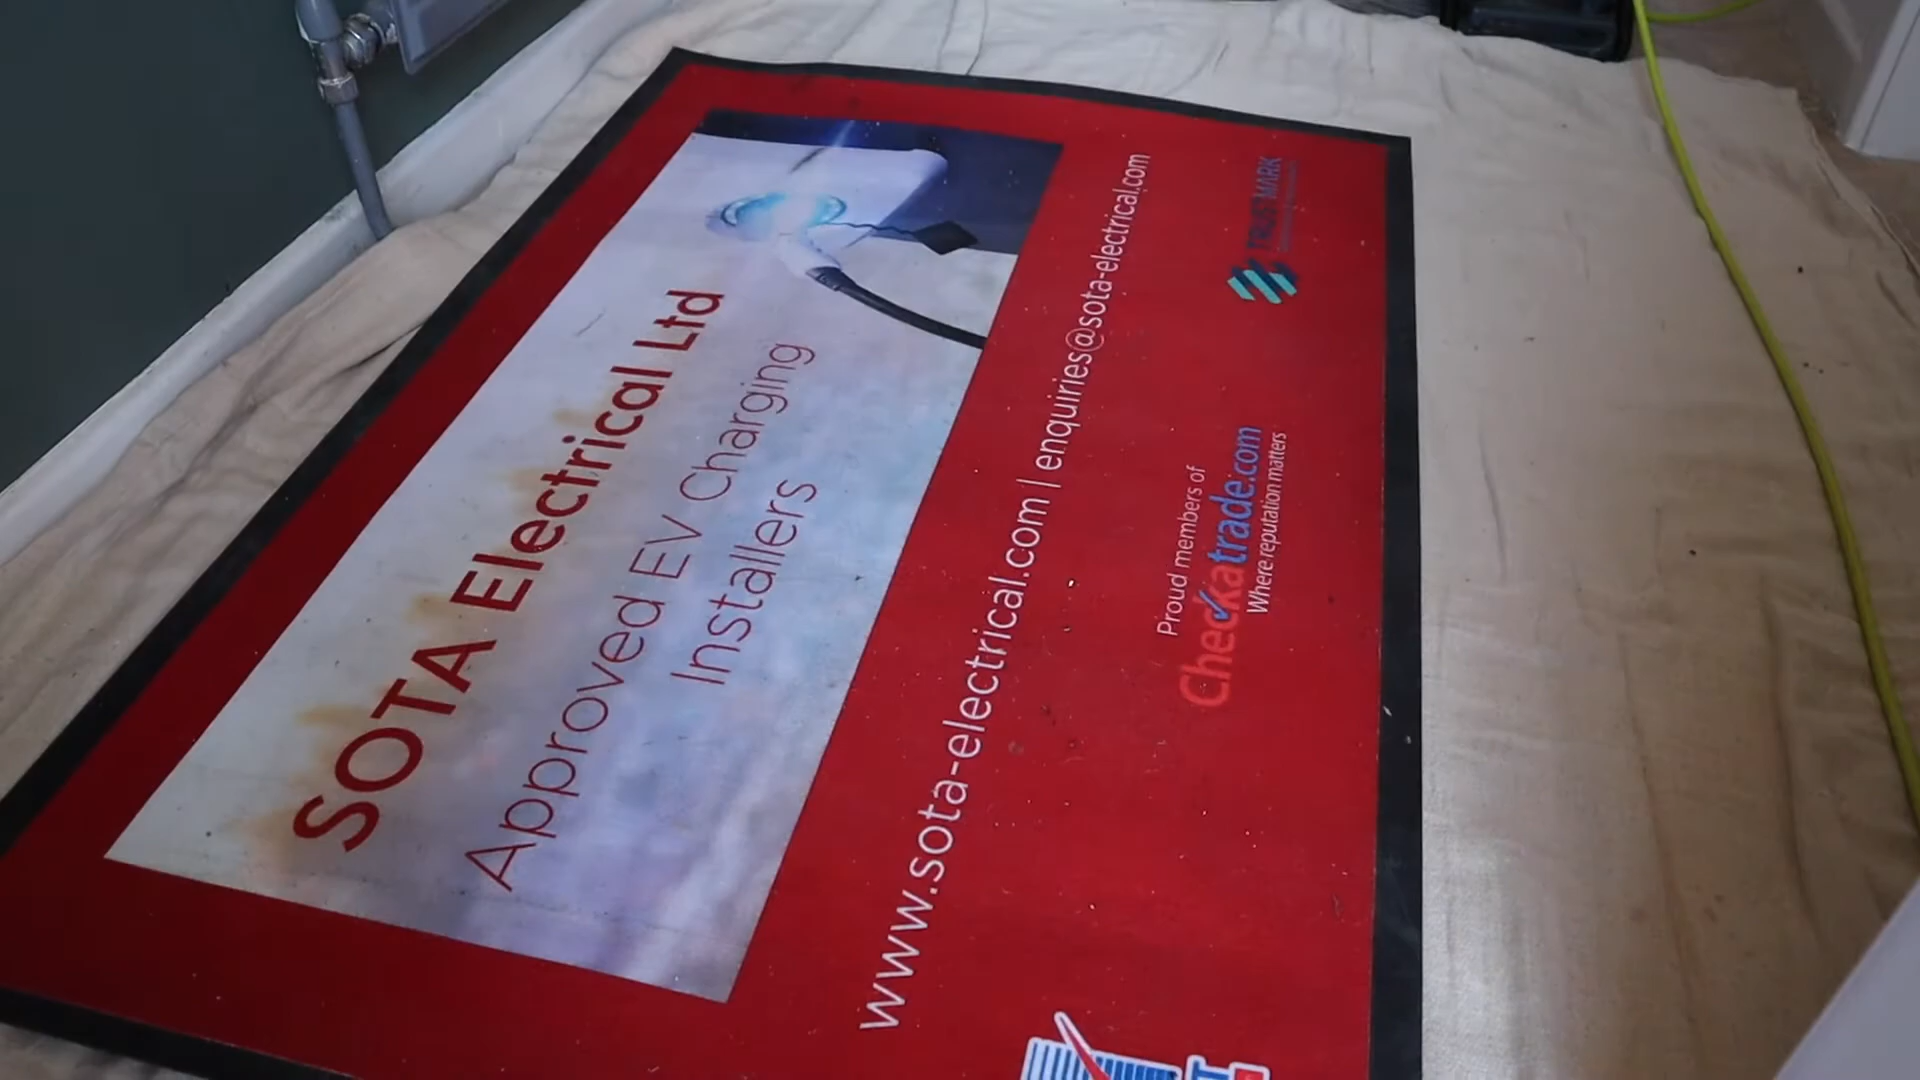 SOTA Electrical Ltd
Approved EV Charging
Installers
www.sota-electrical.com | enquiries@sota-electrical.com
Proud members of
Checkatrade.com
Where reputation matters
TRUSTMARK